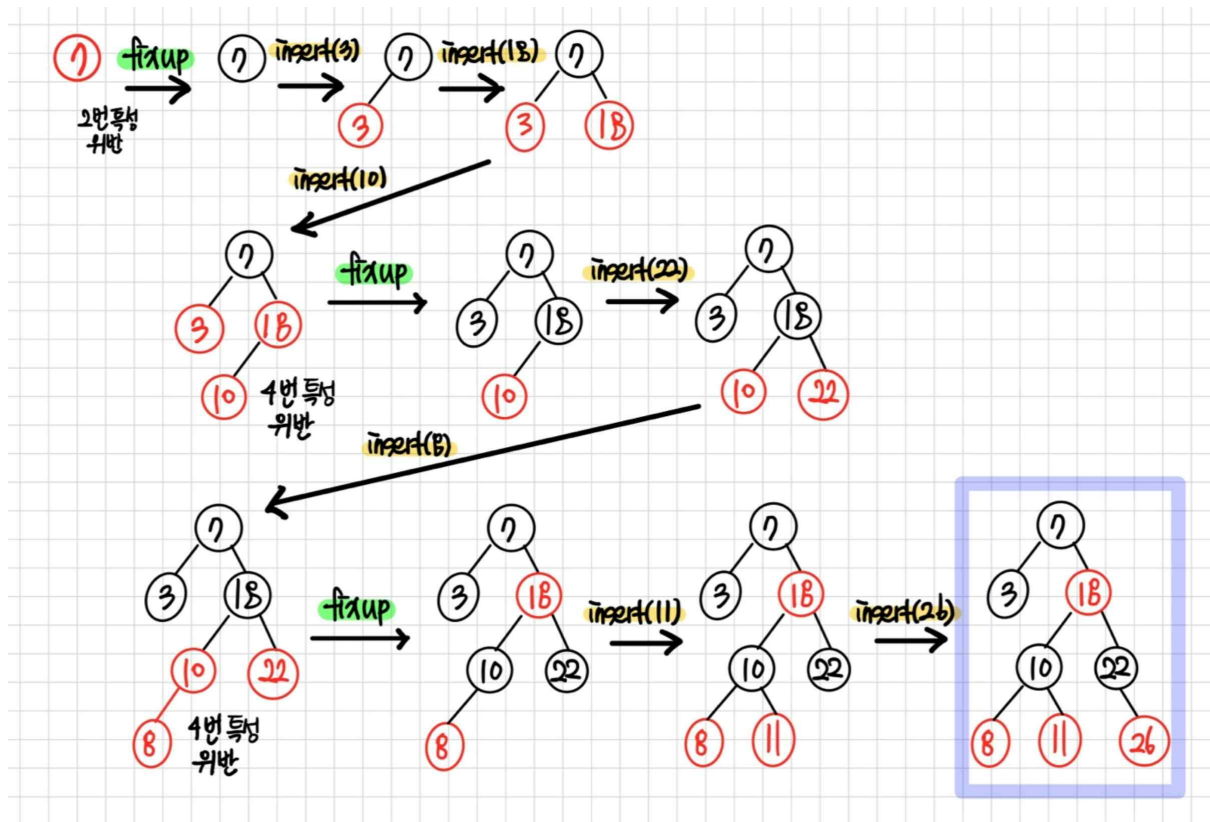 7 fixup 7 insert(3) 7 insert(18) 7
3 3 18
2번 특성
위반
insert(10)
7 fixup 7 insert(22) 7
3 18 3 18 3 18
10 10 10 22
4번 특성
위반
insert(8)
7 7 7 7
3 18 fixup 3 18 insert(11) 3 18 insert(26) 3 18
10 22 10 22 10 22 10 22
8 8 8 11 8 11 26
4번 특성
위반